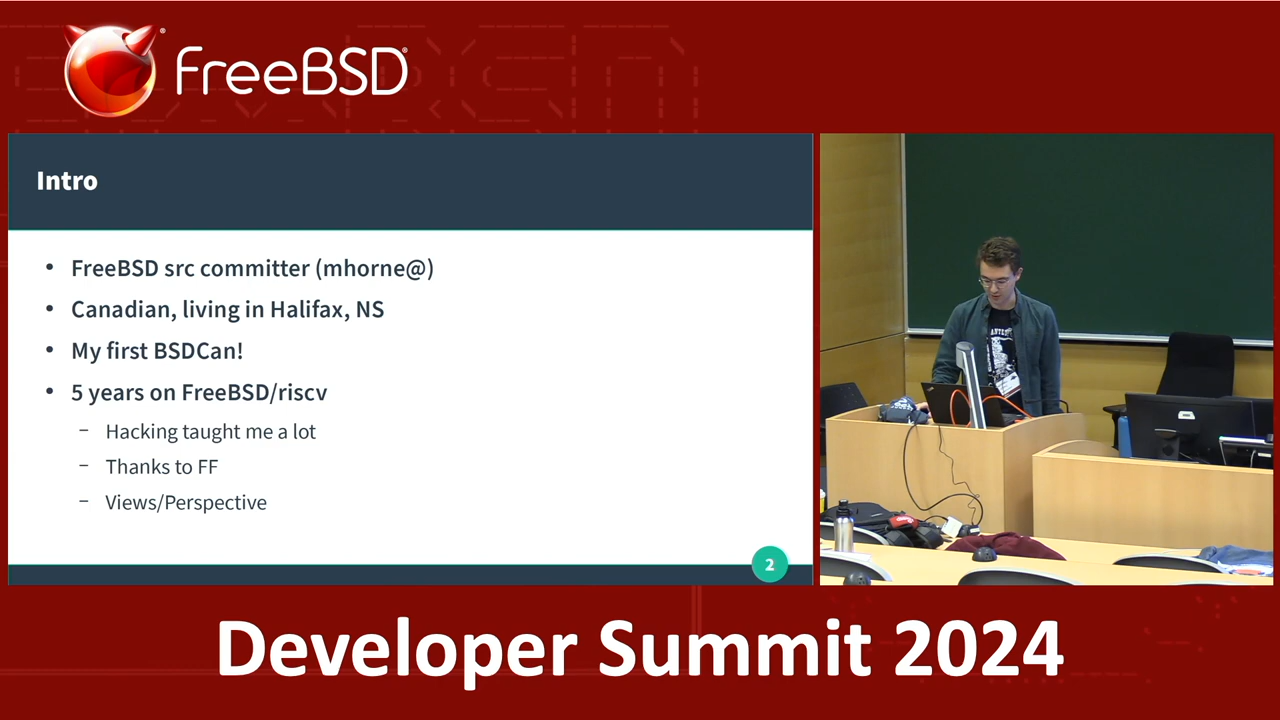 FreeBSD®
Intro
• FreeBSD src committer (mhorne@)
• Canadian, living in Halifax, NS
• My first BSDCan!
• 5 years on FreeBSD/riscv
– Hacking taught me a lot
– Thanks to FF
– Views/Perspective
2
Developer Summit 2024